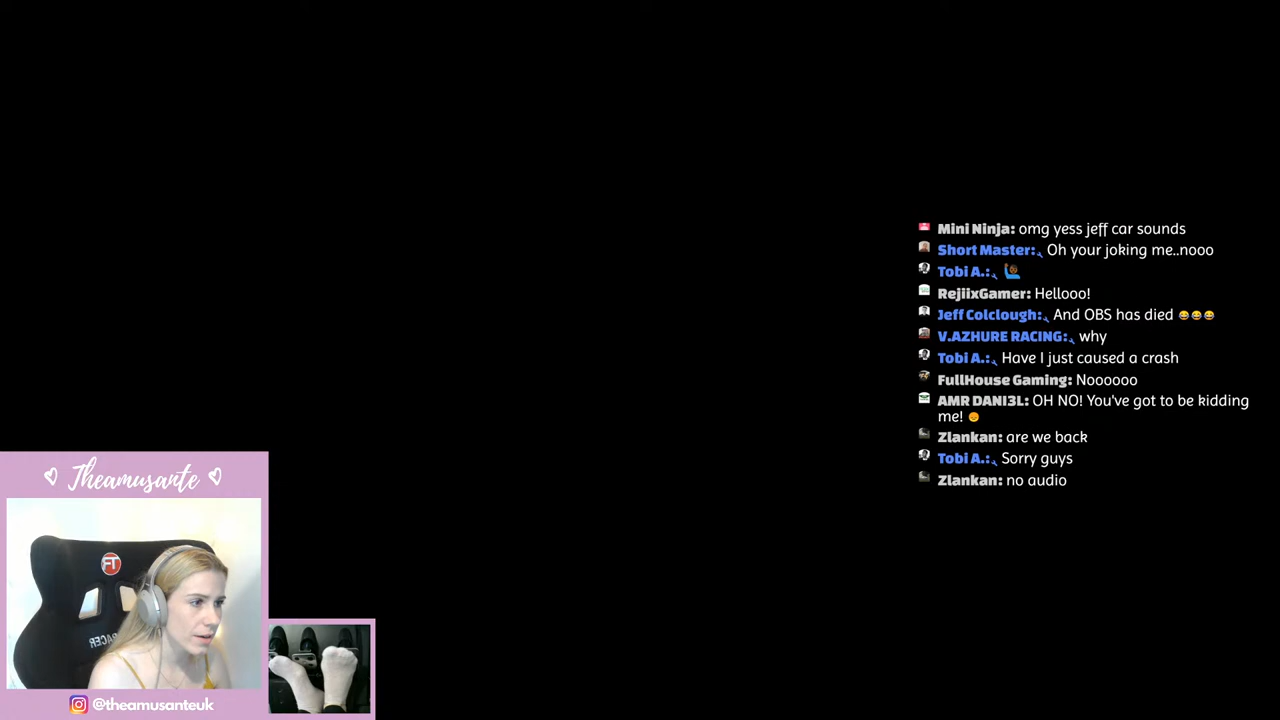 Mini Ninja: omg yess jeff car sounds
Short Master: Oh your joking me..nooo
Tobi A.: 🙋🏾
RejiixGamer: Hellooo!
Jeff Colclough: And OBS has died 😂😂😂
V.AZHURE RACING: why
Tobi A.: Have I just caused a crash
FullHouse Gaming: Noooooo
AMR DANI3L: OH NO! You've got to be kidding
me!
Zlankan: are we back
Tobi A.: Sorry guys
Zlankan: no audio
Theamusante
FT
RACER
@theamusanteuk